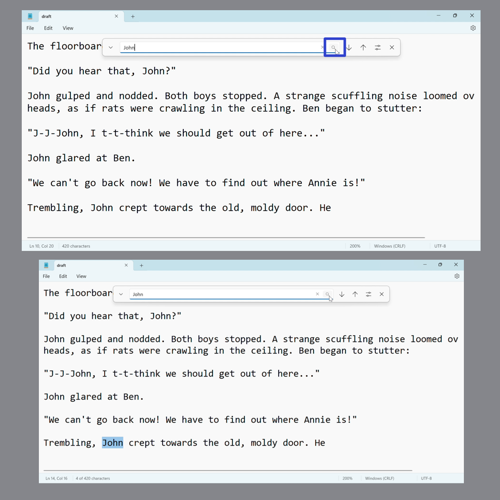 draft
File Edit View
The floorboar
John
"Did you hear that, John?"
John gulped and nodded. Both boys stopped. A strange scuffling noise loomed ov
heads, as if rats were crawling in the ceiling. Ben began to stutter:
"J-J-John, I t-t-think we should get out of here..."
John glared at Ben.
"We can't go back now! We have to find out where Annie is!"
Trembling, John crept towards the old, moldy door. He
Ln 16, Col 20 420 characters 200% Windows (CRLF) UTF-8
draft
File Edit View
The floorboar
John
"Did you hear that, John?"
John gulped and nodded. Both boys stopped. A strange scuffling noise loomed ov
heads, as if rats were crawling in the ceiling. Ben began to stutter:
"J-J-John, I t-t-think we should get out of here..."
John glared at Ben.
"We can't go back now! We have to find out where Annie is!"
Trembling, John crept towards the old, moldy door. He
200% Windows (CRLF) UTF-8